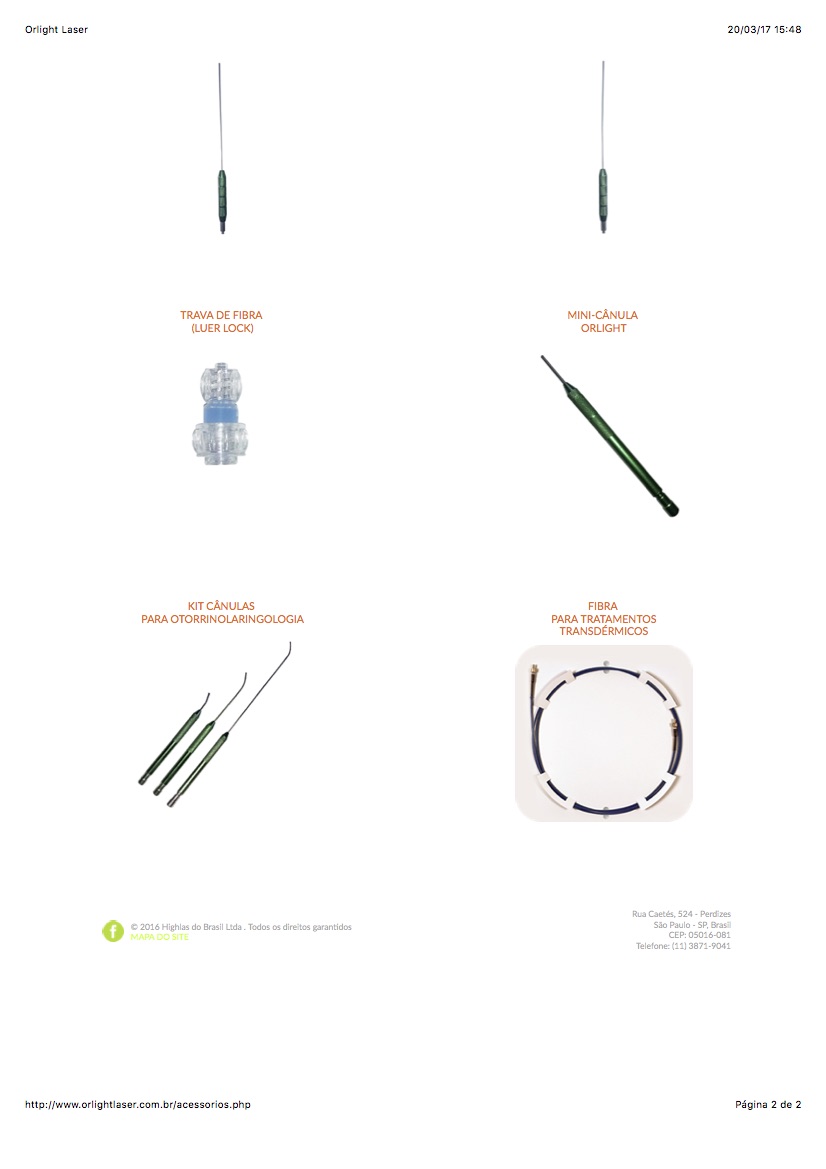 Orlight Laser
20/03/17 15:48
TRAVA DE FIBRA
(LUER LOCK)
MINI-CÂNULA
ORLIGHT
KIT CÂNULAS
PARA OTORRINOLARINGOLOGIA
FIBRA
PARA TRATAMENTOS
TRANSDÉRMICOS
© 2016 Highlas do Brasil Ltda . Todos os direitos garantidos
MAPA DO SITE
Rua Caetés, 524 - Perdizes
São Paulo - SP, Brasil
CEP: 05016-081
Telefone: (11) 3871-9041
http://www.orlightlaser.com.br/acessorios.php
Página 2 de 2